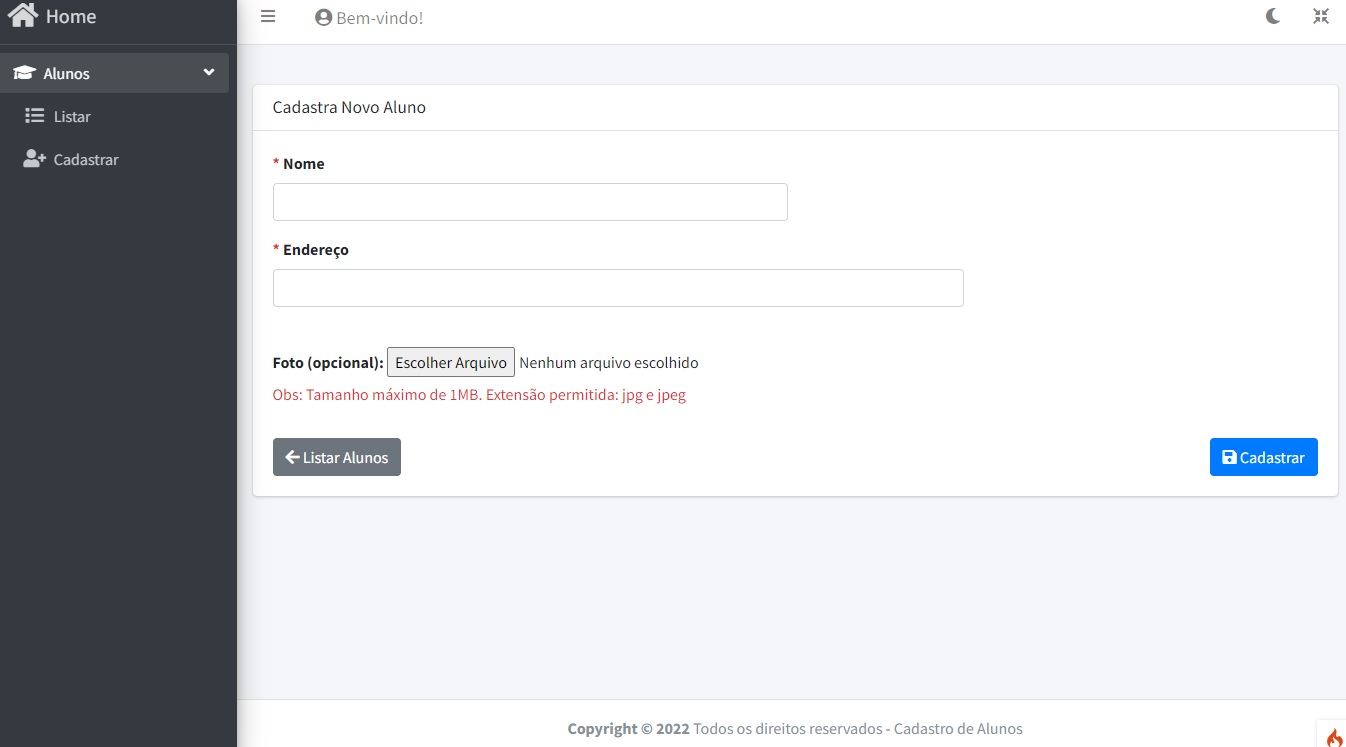 Home
Bem-vindo!
Alunos
Listar
Cadastrar
Cadastra Novo Aluno
* Nome
* Endereço
Foto (opcional): Escolher Arquivo Nenhum arquivo escolhido
Obs: Tamanho máximo de 1MB. Extensão permitida: jpg e jpeg
Listar Alunos
Cadastrar
Copyright © 2022 Todos os direitos reservados - Cadastro de Alunos